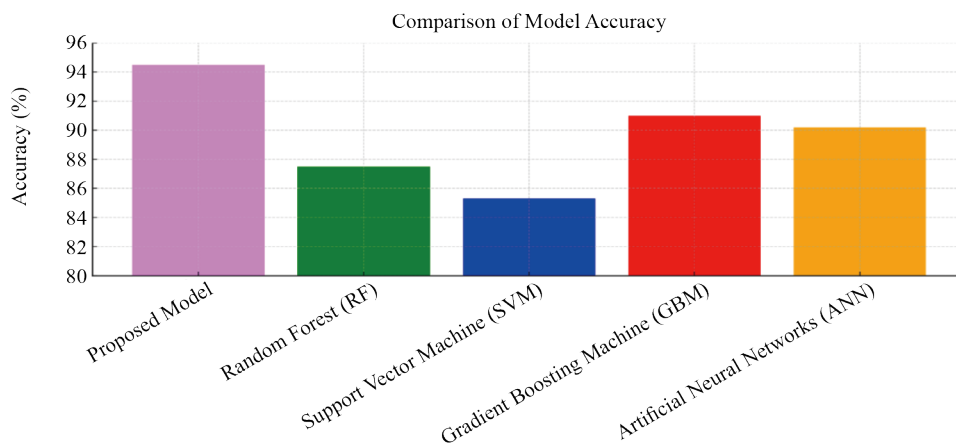 Comparison of Model Accuracy
Accuracy (%)
96
94
92
90
88
86
84
82
80
Proposed Model
Random Forest (RF)
Support Vector Machine (SVM)
Gradient Boosting Machine (GBM)
Artificial Neural Networks (ANN)